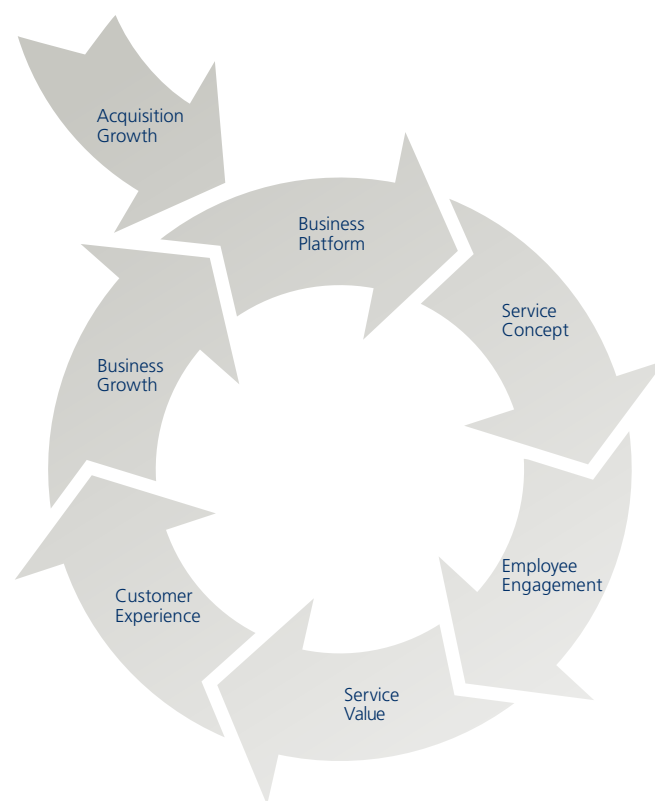 Acquisition
Growth
Business
Platform
Service
Concept
Employee
Engagement
Service
Value
Customer
Experience
Business
Growth